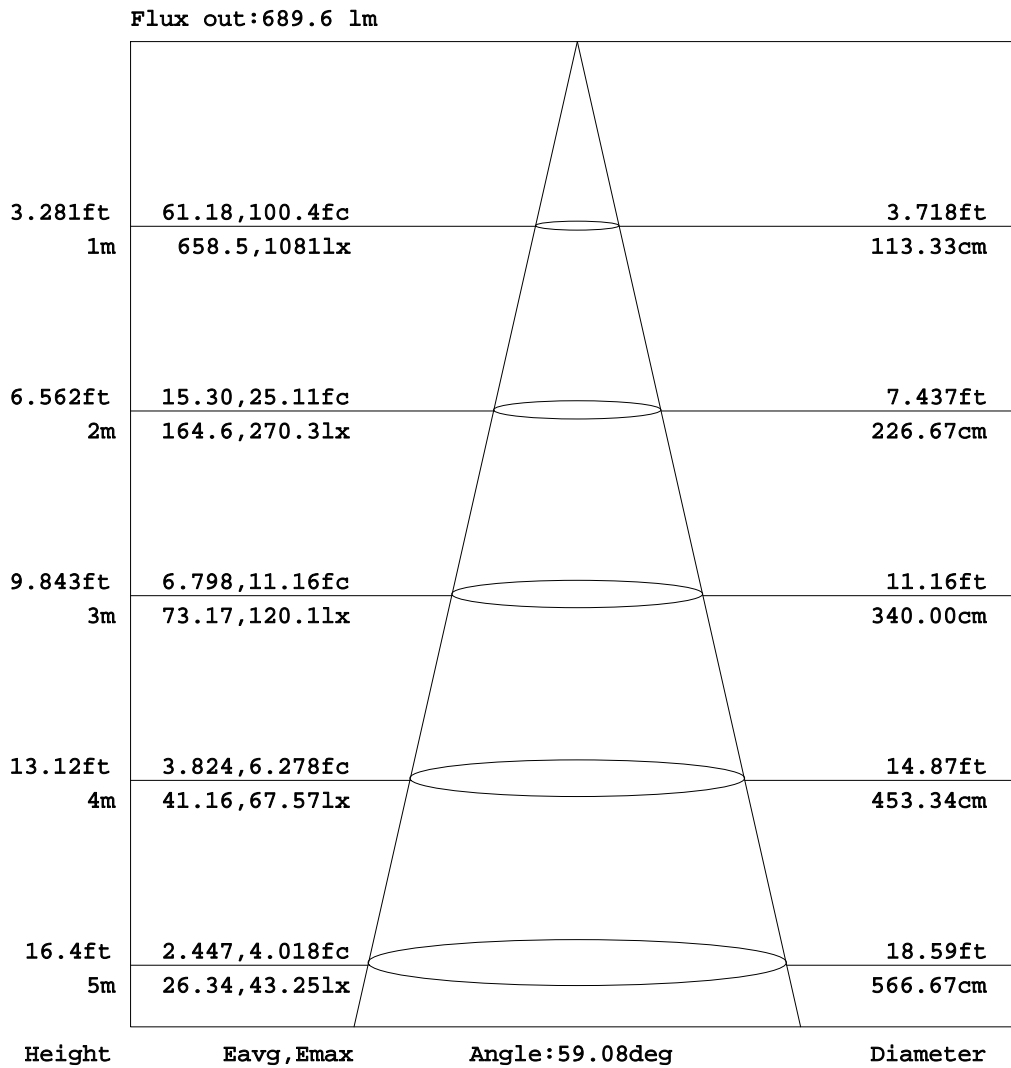 Flux out:689.6 lm
3.281ft 61.18,100.4fc 3.718ft
1m 658.5,1081lx 113.33cm
6.562ft 15.30,25.11fc 7.437ft
2m 164.6,270.3lx 226.67cm
9.843ft 6.798,11.16fc 11.16ft
3m 73.17,120.1lx 340.00cm
13.12ft 3.824,6.278fc 14.87ft
4m 41.16,67.57lx 453.34cm
16.4ft 2.447,4.018fc 18.59ft
5m 26.34,43.25lx 566.67cm
Height Eavg,Emax Angle:59.08deg Diameter